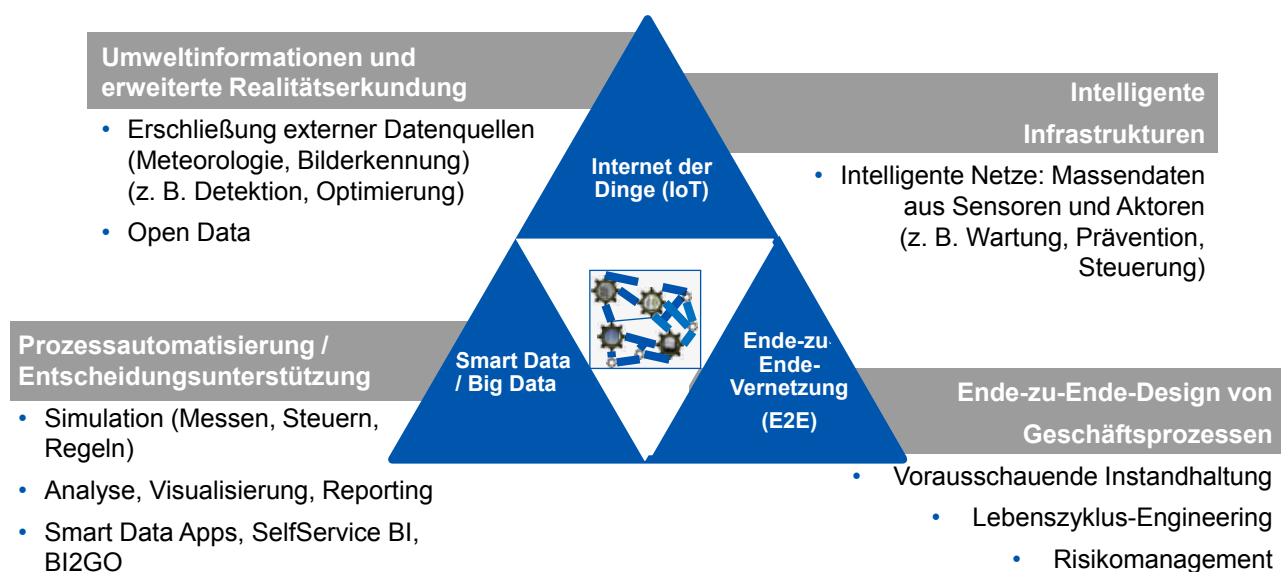 Umweltinformationen und
erweiterte Realitätserkundung
• Erschließung externer Datenquellen
(Meteorologie, Bilderkennung)
(z. B. Detektion, Optimierung)
• Open Data
Intelligente
Infrastrukturen
• Intelligente Netze: Massendaten
aus Sensoren und Aktoren
(z. B. Wartung, Prävention,
Steuerung)
Internet der
Dinge (IoT)
Smart Data
/ Big Data
Ende-zu-
Ende-
Vernetzung
(E2E)
Prozessautomatisierung /
Entscheidungsunterstützung
• Simulation (Messen, Steuern,
Regeln)
• Analyse, Visualisierung, Reporting
• Smart Data Apps, SelfService BI,
BI2GO
Ende-zu-Ende-Design von
Geschäftsprozessen
• Vorausschauende Instandhaltung
• Lebenszyklus-Engineering
• Risikomanagement